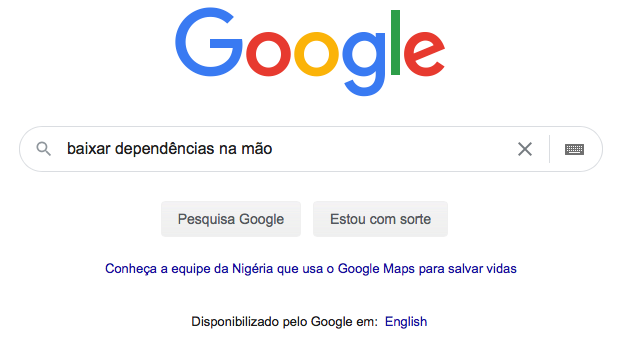 Google
baixar dependências na mão
Pesquisa Google
Estou com sorte
Conheça a equipe da Nigéria que usa o Google Maps para salvar vidas
Disponibilizado pelo Google em: English